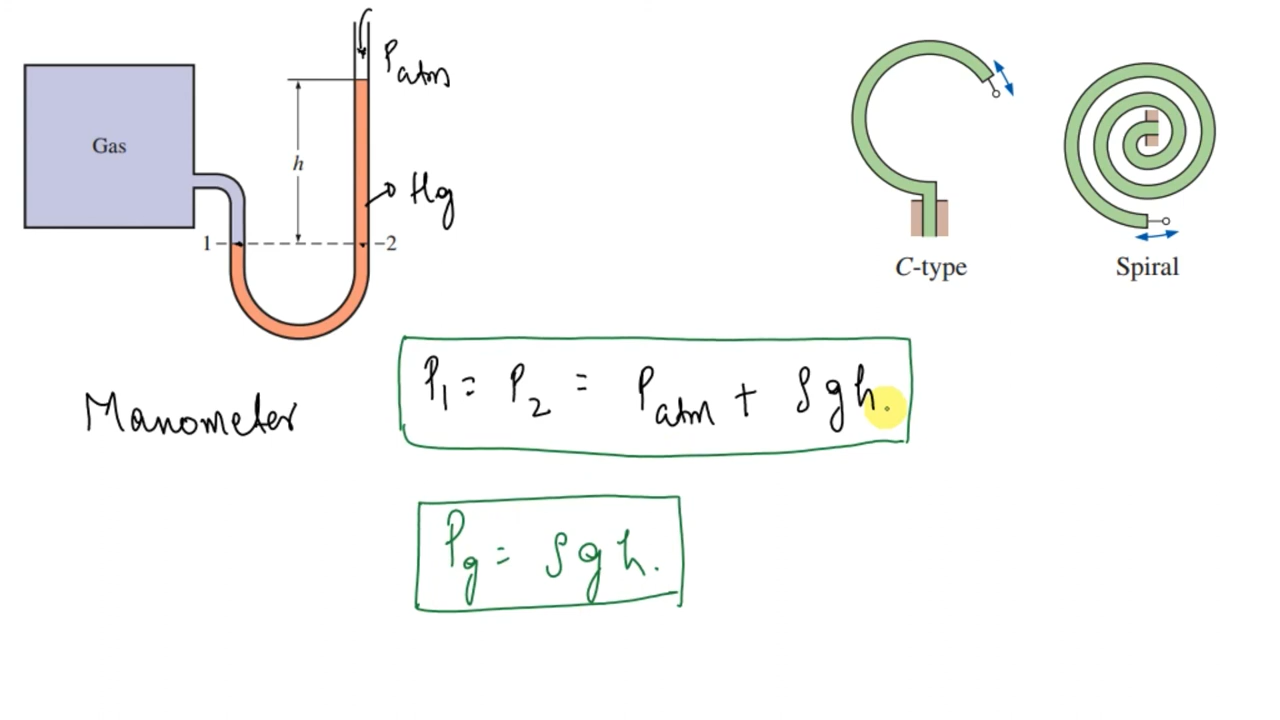 Patm
Gas
h
Hg
1
2
C-type
Spiral
P1 = P2 = Patm + ρgh.
Manometer
Pg = ρgh.